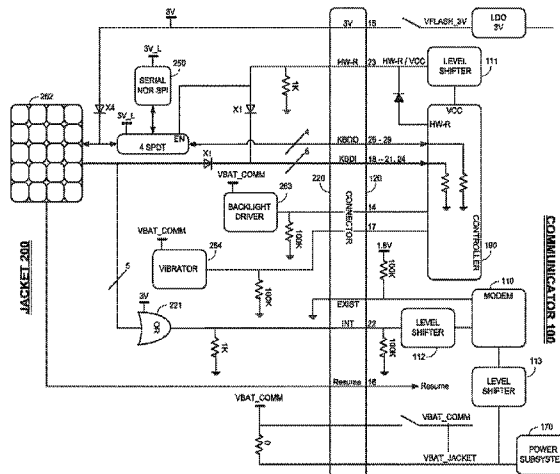 3V
3V
15
VFLASH_3V
LDO
3V
3V_L
250
HW-R
23
HW-R / VCC
LEVEL
SHIFTER
111
262
SERIAL
NOR SPI
1K
X4
X1
VCC
HW-R
3V_L
EN
4 SPDT
4
KBDO
25 - 29
X1
6
KBDI
18 - 21, 24
VBAT_COMM
220
120
BACKLIGHT
DRIVER
263
CONNECTOR
14
17
CONTROLLER
190
100K
VBAT_COMM
VIBRATOR
264
1.8V
100K
100K
JACKET 200
COMMUNICATOR 100
5
3V
221
OR
EXIST
MODEM
110
INT
22
LEVEL
SHIFTER
112
1K
100K
LEVEL
SHIFTER
113
Resume
16
Resume
VBAT_COMM
VBAT_COMM
0
VBAT_JACKET
170
POWER
SUBSYSTE